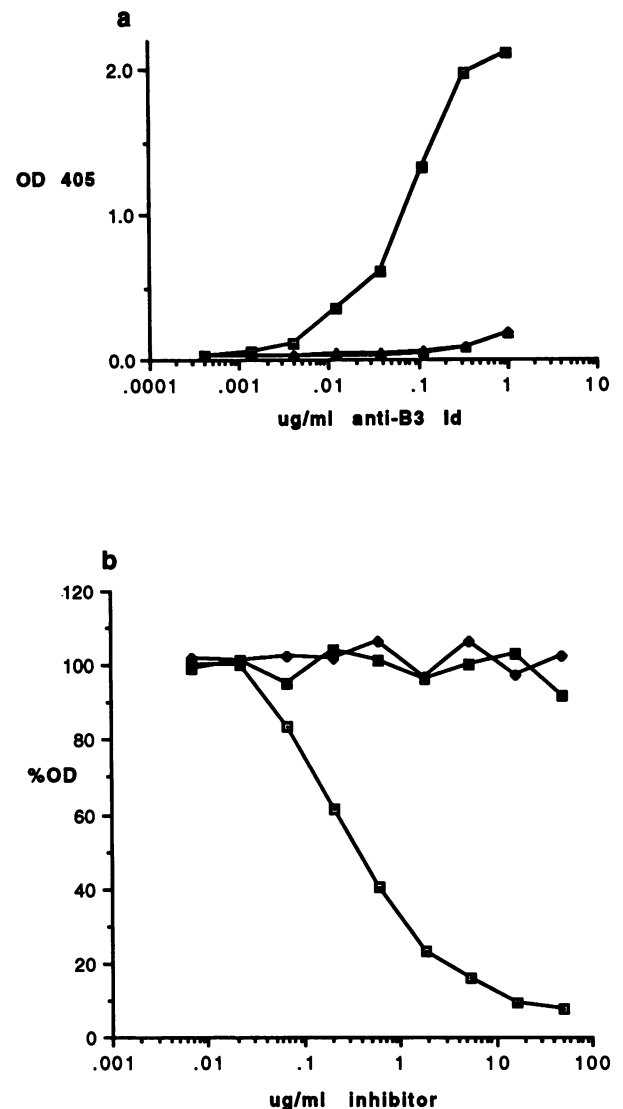 a
2.0
OD 405
1.0
0.0
.0001 .001 .01 .1 1 10
ug/ml anti-B3 Id
b
120
100
80
%OD
60
40
20
0
.001 .01 .1 1 10 100
ug/ml inhibitor